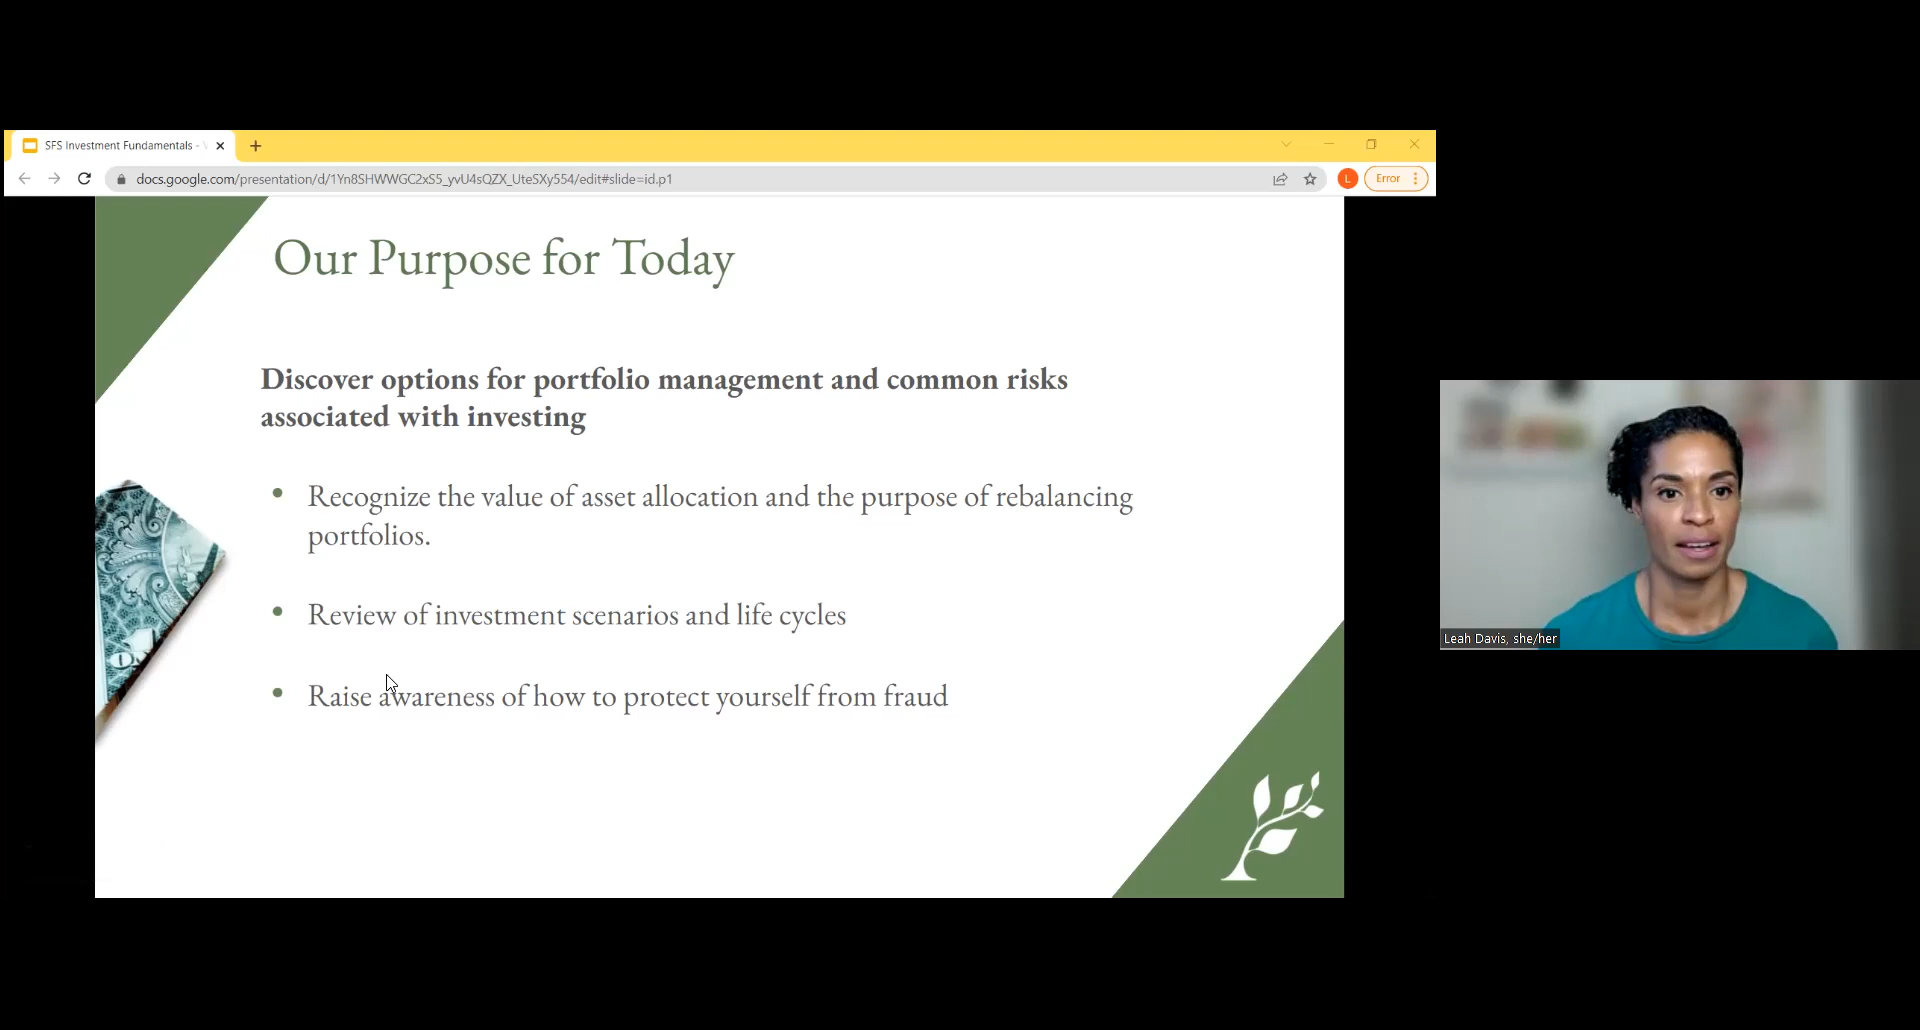 SFS Investment Fundamentals -
docs.google.com/presentation/d/1Yn8SHWWGC2xS5_yvU4sQZX_UteSXy554/edit#slide=id.p1
L
Error
Our Purpose for Today
Discover options for portfolio management and common risks
associated with investing
• Recognize the value of asset allocation and the purpose of rebalancing
portfolios.
• Review of investment scenarios and life cycles
• Raise awareness of how to protect yourself from fraud
Leah Davis, she/her